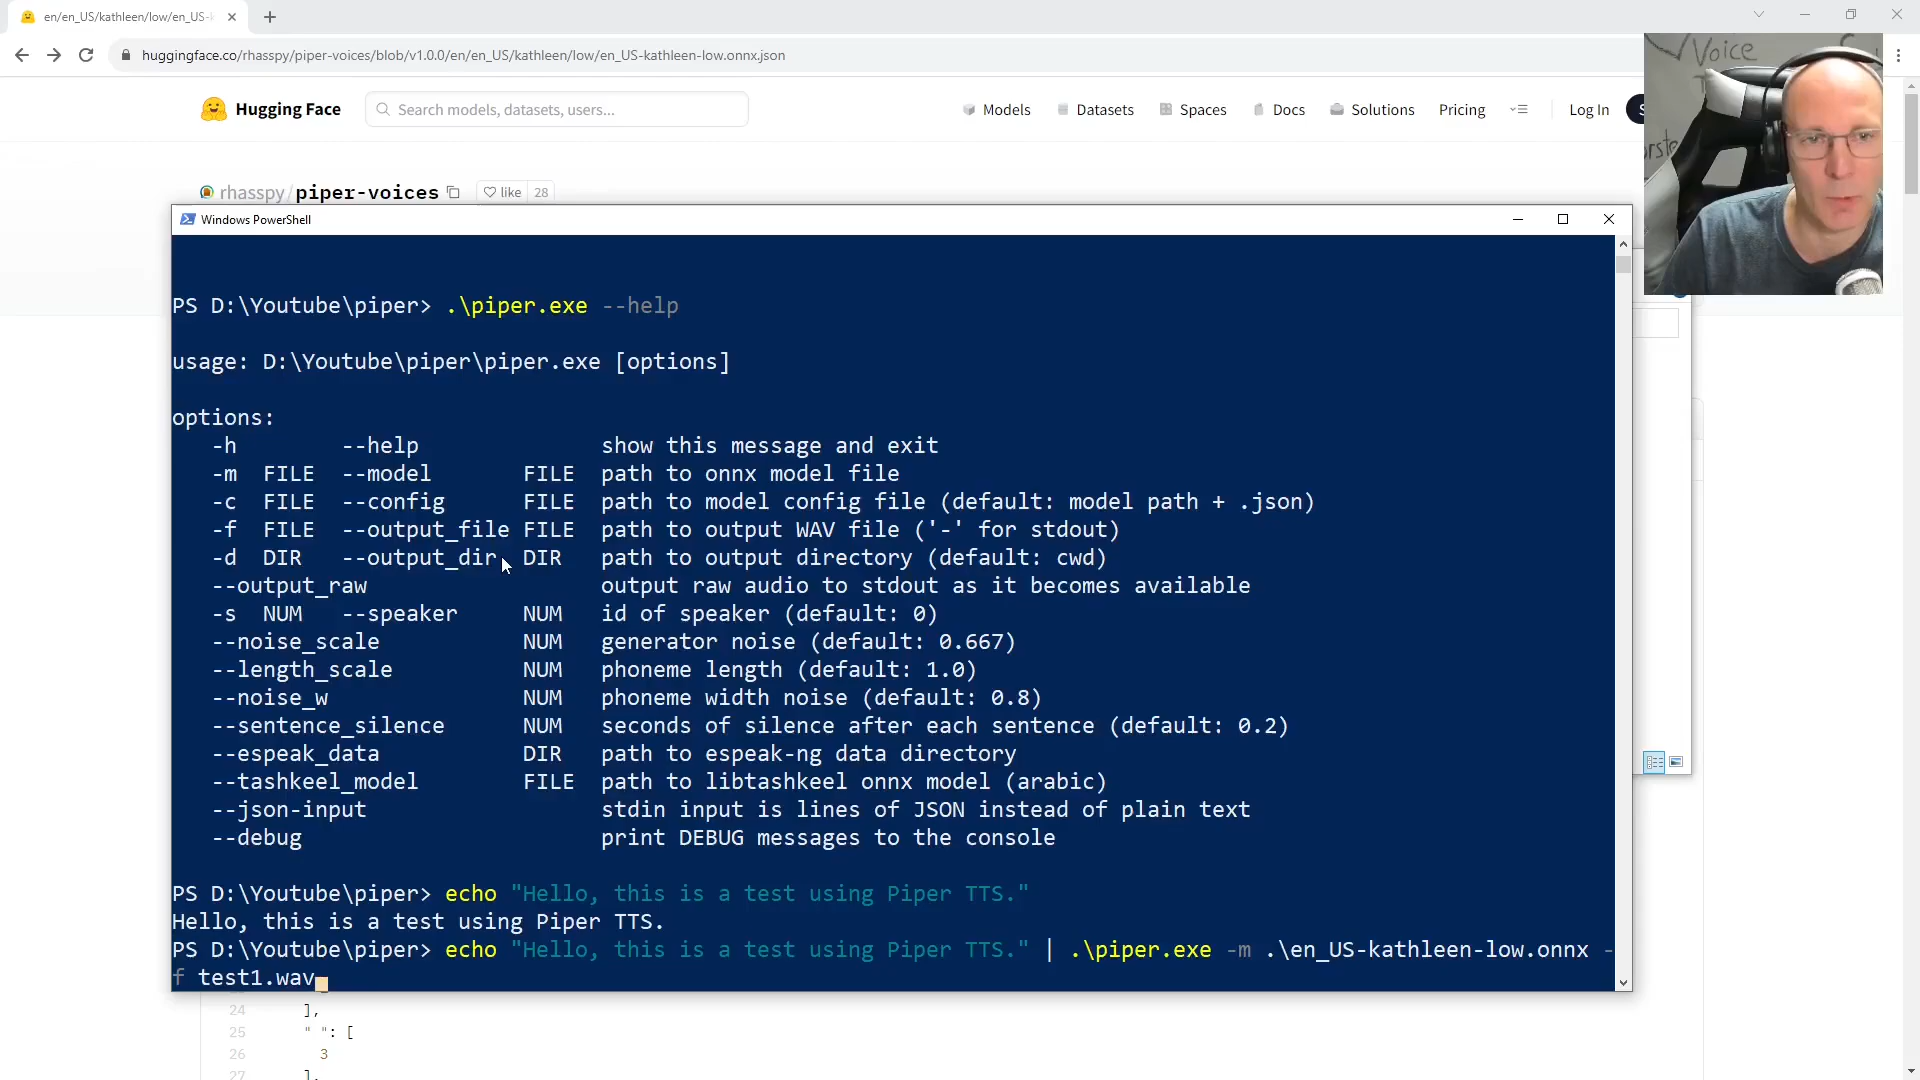 en/en_US/kathleen/low/en_US-k
huggingface.co/rhasspy/piper-voices/blob/v1.0.0/en/en_US/kathleen/low/en_US-kathleen-low.onnx.json
Voice
Hugging Face
Search models, datasets, users...
Models
Datasets
Spaces
Docs
Solutions
Pricing
Log In
rhasspy/piper-voices
like 28
Windows PowerShell
PS D:\Youtube\piper> .\piper.exe --help
usage: D:\Youtube\piper\piper.exe [options]
options:
-h --help show this message and exit
-m FILE --model FILE path to onnx model file
-c FILE --config FILE path to model config file (default: model path + .json)
-f FILE --output_file FILE path to output WAV file ('-' for stdout)
-d DIR --output_dir DIR path to output directory (default: cwd)
--output_raw output raw audio to stdout as it becomes available
-s NUM --speaker NUM id of speaker (default: 0)
--noise_scale NUM generator noise (default: 0.667)
--length_scale NUM phoneme length (default: 1.0)
--noise_w NUM phoneme width noise (default: 0.8)
--sentence_silence NUM seconds of silence after each sentence (default: 0.2)
--espeak_data DIR path to espeak-ng data directory
--tashkeel_model FILE path to libtashkeel onnx model (arabic)
--json-input stdin input is lines of JSON instead of plain text
--debug print DEBUG messages to the console
PS D:\Youtube\piper> echo "Hello, this is a test using Piper TTS."
Hello, this is a test using Piper TTS.
PS D:\Youtube\piper> echo "Hello, this is a test using Piper TTS." | .\piper.exe -m .\en_US-kathleen-low.onnx -
f test1.wav
24 ],
25 " ": [
26 3
27 ],